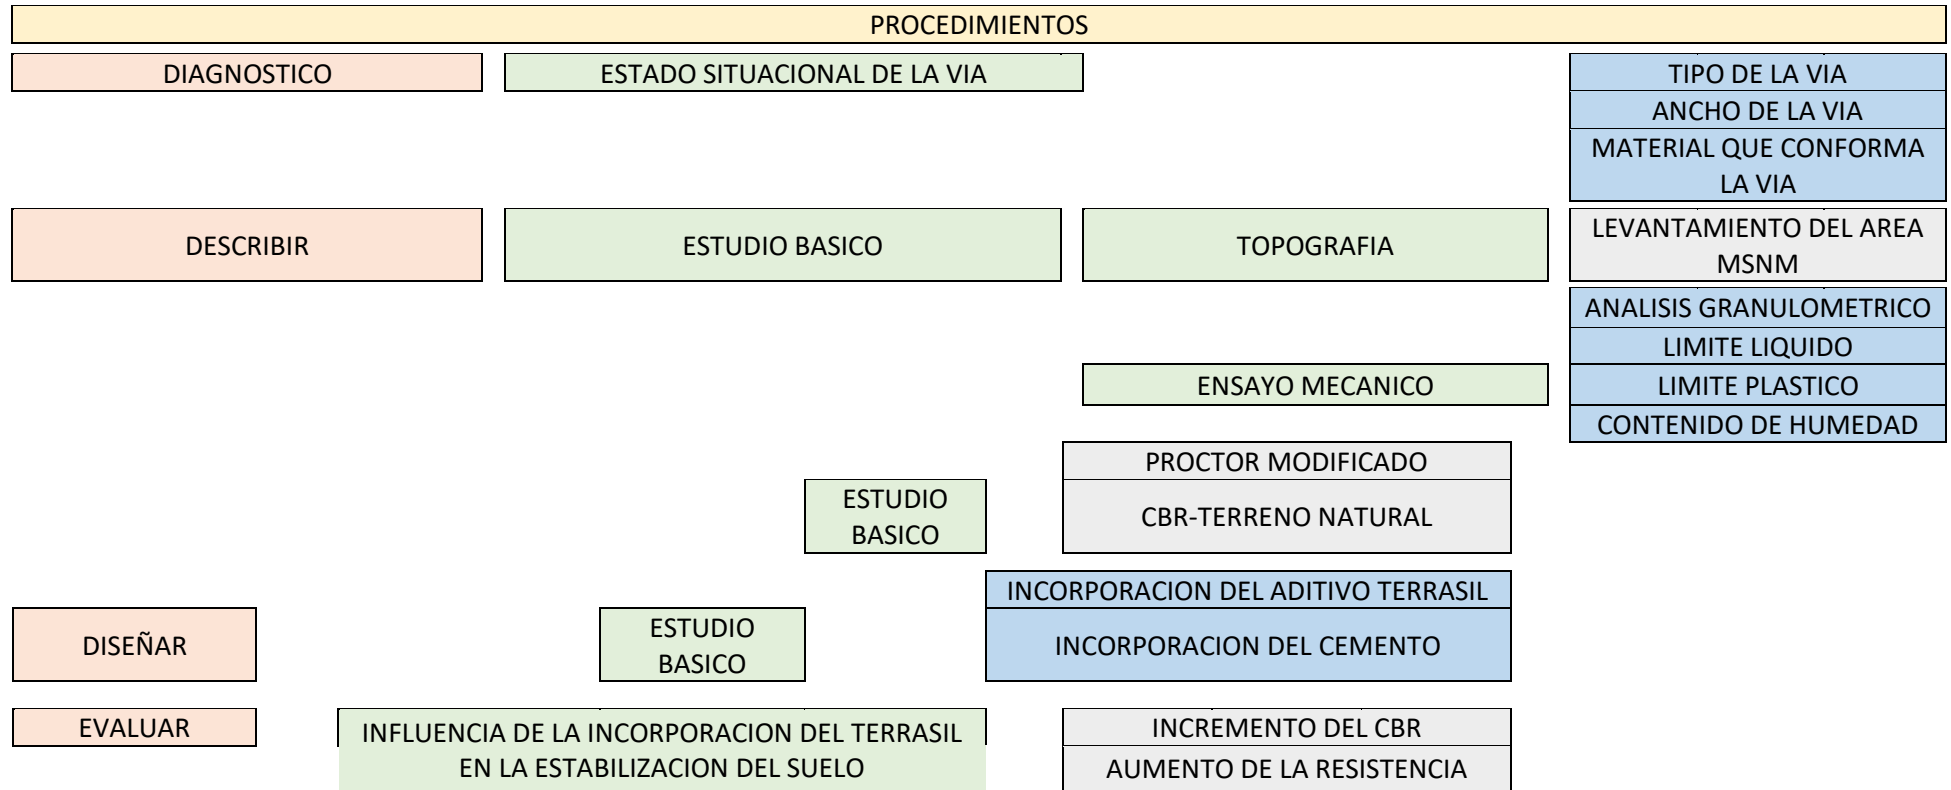 PROCEDIMIENTOS
DIAGNOSTICO
ESTADO SITUACIONAL DE LA VIA
TIPO DE LA VIA
ANCHO DE LA VIA
MATERIAL QUE CONFORMA
LA VIA
DESCRIBIR
ESTUDIO BASICO
TOPOGRAFIA
LEVANTAMIENTO DEL AREA
MSNM
ANALISIS GRANULOMETRICO
LIMITE LIQUIDO
ENSAYO MECANICO
LIMITE PLASTICO
CONTENIDO DE HUMEDAD
PROCTOR MODIFICADO
ESTUDIO
BASICO
CBR-TERRENO NATURAL
INCORPORACION DEL ADITIVO TERRASIL
DISEÑAR
ESTUDIO
BASICO
INCORPORACION DEL CEMENTO
EVALUAR
INFLUENCIA DE LA INCORPORACION DEL TERRASIL
EN LA ESTABILIZACION DEL SUELO
INCREMENTO DEL CBR
AUMENTO DE LA RESISTENCIA